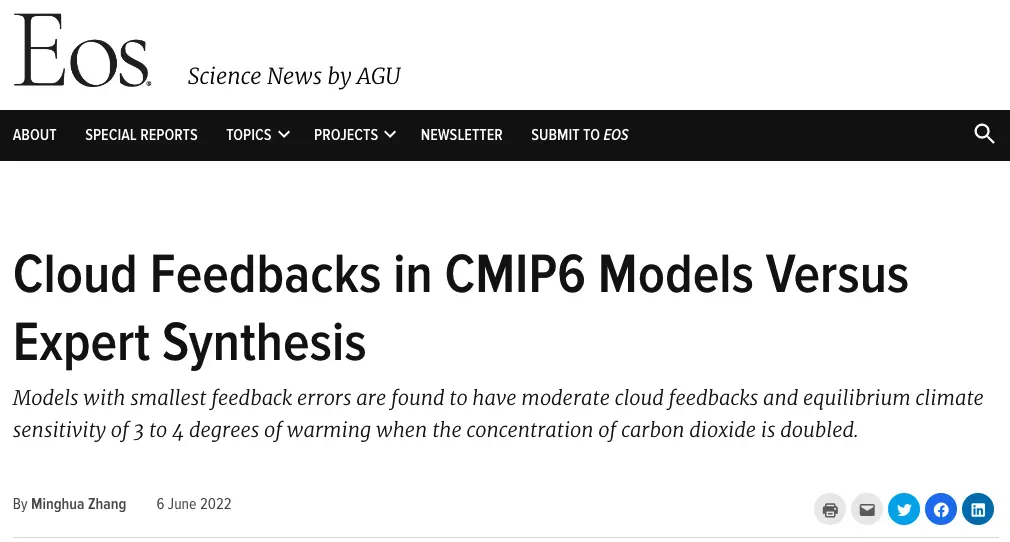 Eos
Science News by AGU
ABOUT SPECIAL REPORTS TOPICS PROJECTS NEWSLETTER SUBMIT TO EOS
Cloud Feedbacks in CMIP6 Models Versus
Expert Synthesis
Models with smallest feedback errors are found to have moderate cloud feedbacks and equilibrium climate
sensitivity of 3 to 4 degrees of warming when the concentration of carbon dioxide is doubled.
By Minghua Zhang 6 June 2022